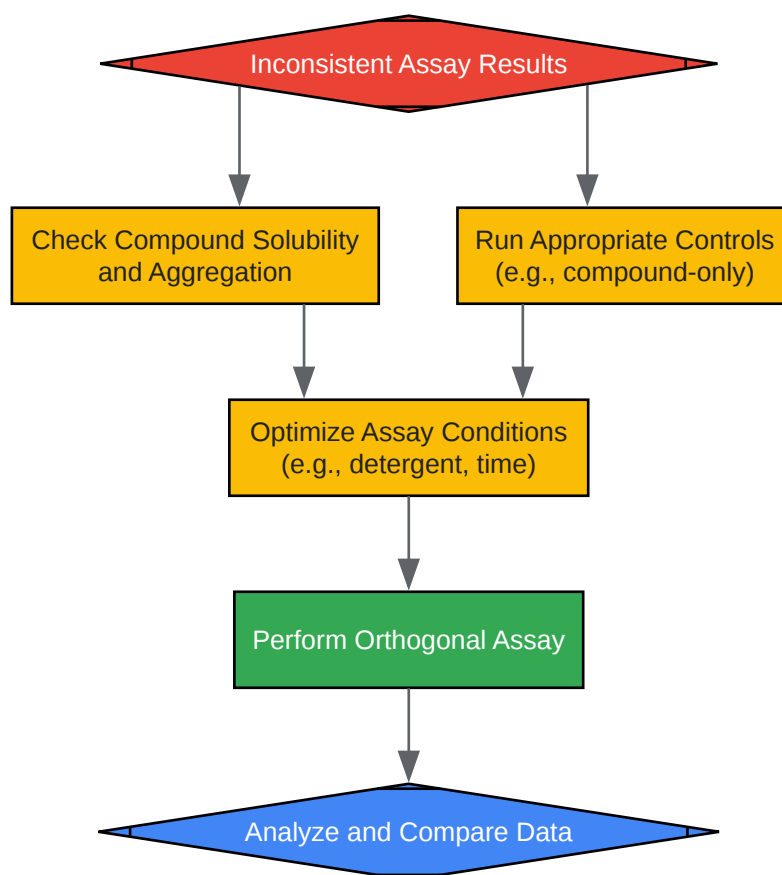 Inconsistent Assay Results
Check Compound Solubility
and Aggregation
Run Appropriate Controls
(e.g., compound-only)
Optimize Assay Conditions
(e.g., detergent, time)
Perform Orthogonal Assay
Analyze and Compare Data